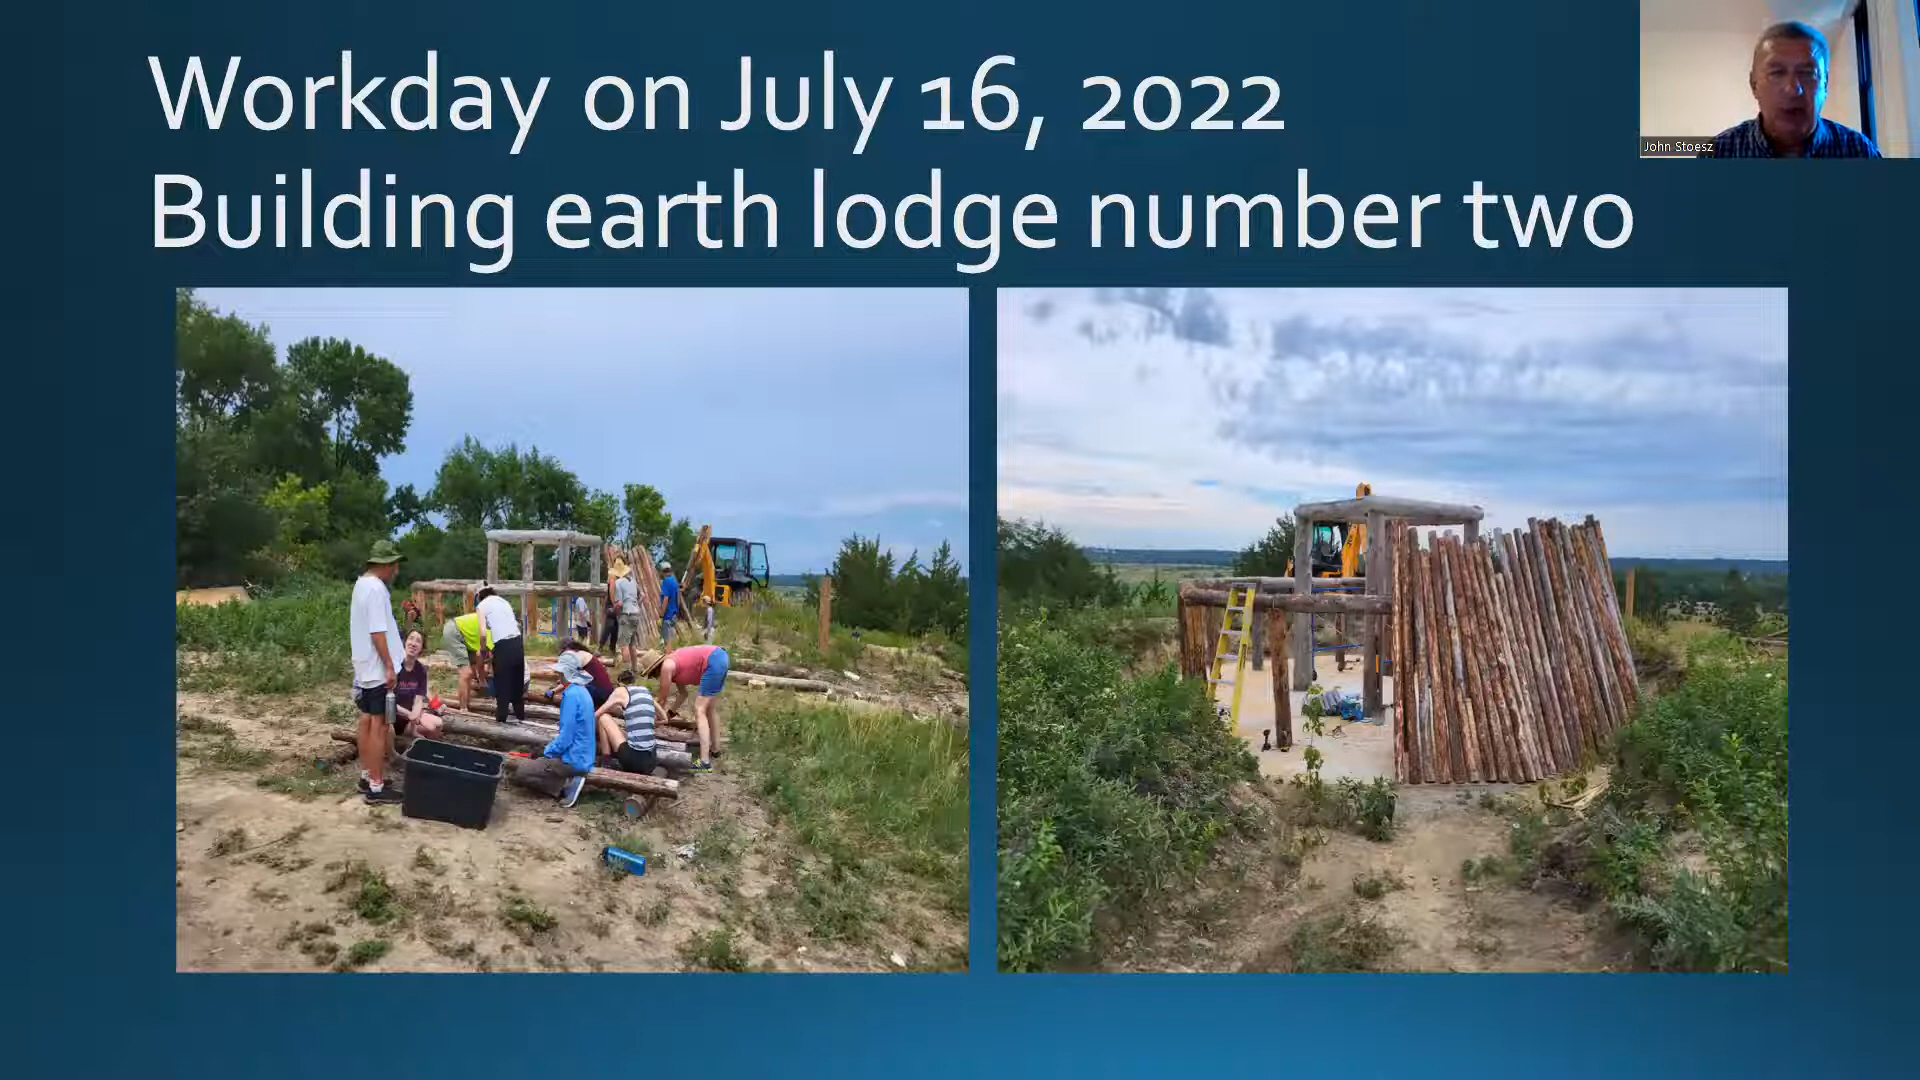 Workday on July 16, 2022
Building earth lodge number two
John Stoesz